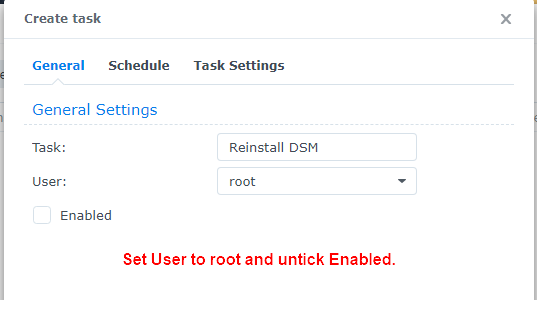 Create task
General Schedule Task Settings
General Settings
Task: Reinstall DSM
User: root
Enabled
Set User to root and untick Enabled.